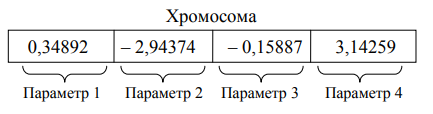 Хромосома
0,34892 – 2,94374 – 0,15887 3,14259
Параметр 1 Параметр 2 Параметр 3 Параметр 4